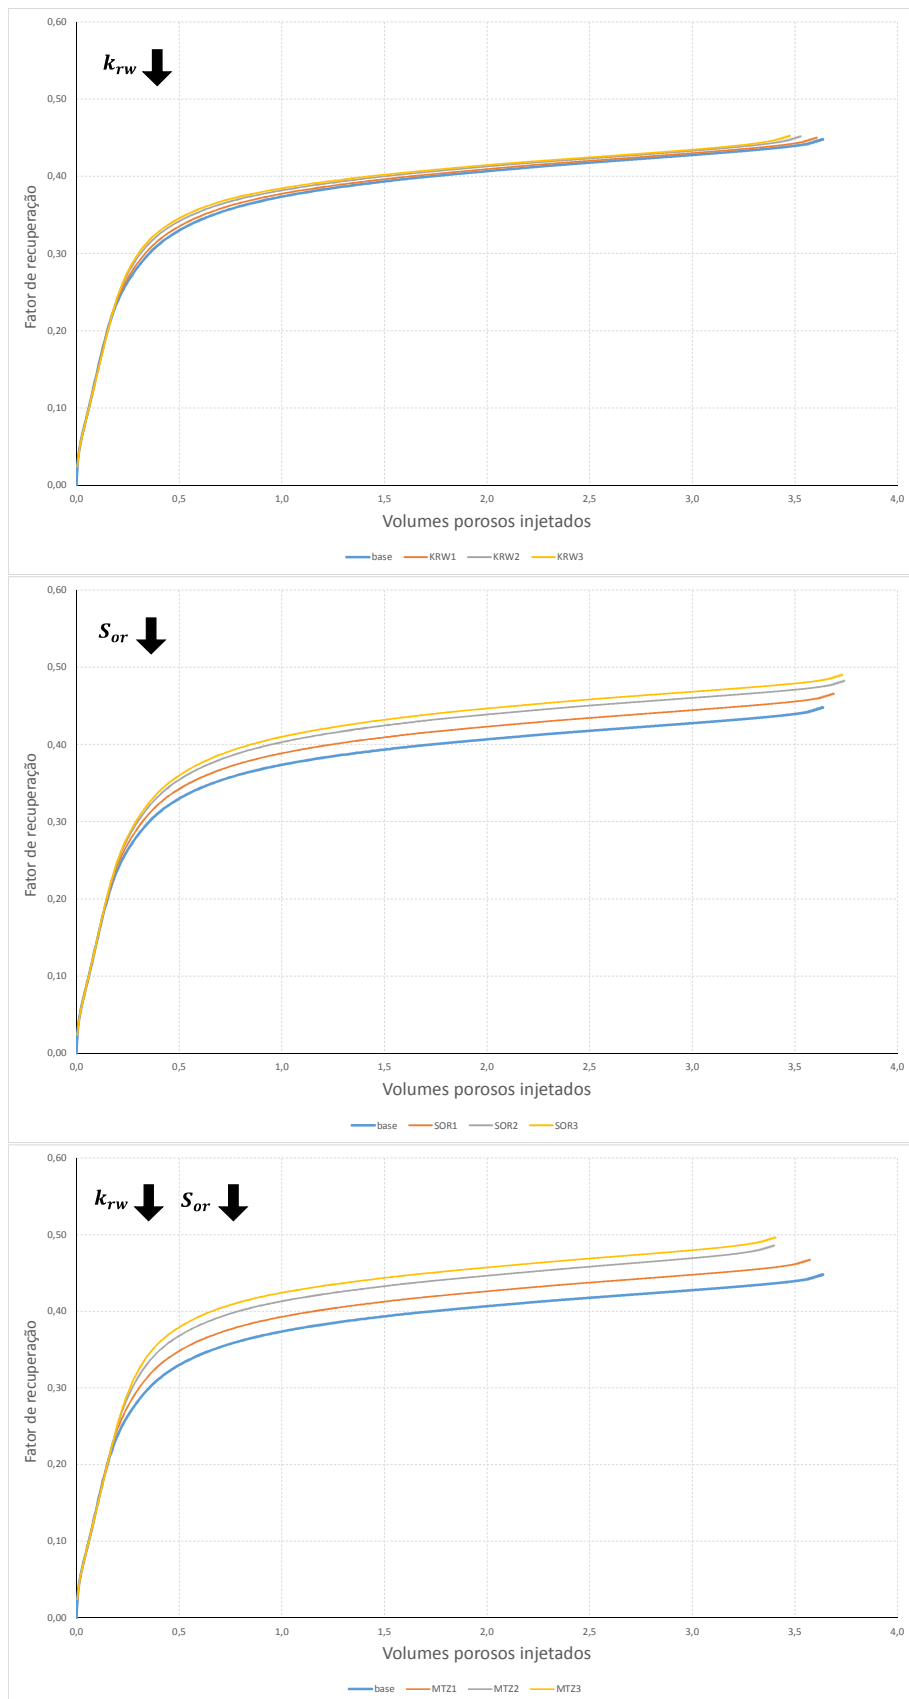 0,60
k_rw
0,50
0,40
0,30
0,20
0,10
0,00
Fator de recuperação
0,0 0,5 1,0 1,5 2,0 2,5 3,0 3,5 4,0
Volumes porosos injetados
base KRW1 KRW2 KRW3
0,60
S_or
0,50
0,40
0,30
0,20
0,10
0,00
Fator de recuperação
0,0 0,5 1,0 1,5 2,0 2,5 3,0 3,5 4,0
Volumes porosos injetados
base SOR1 SOR2 SOR3
0,60
k_rw S_or
0,50
0,40
0,30
0,20
0,10
0,00
Fator de recuperação
0,0 0,5 1,0 1,5 2,0 2,5 3,0 3,5 4,0
Volumes porosos injetados
base MTZ1 MTZ2 MTZ3